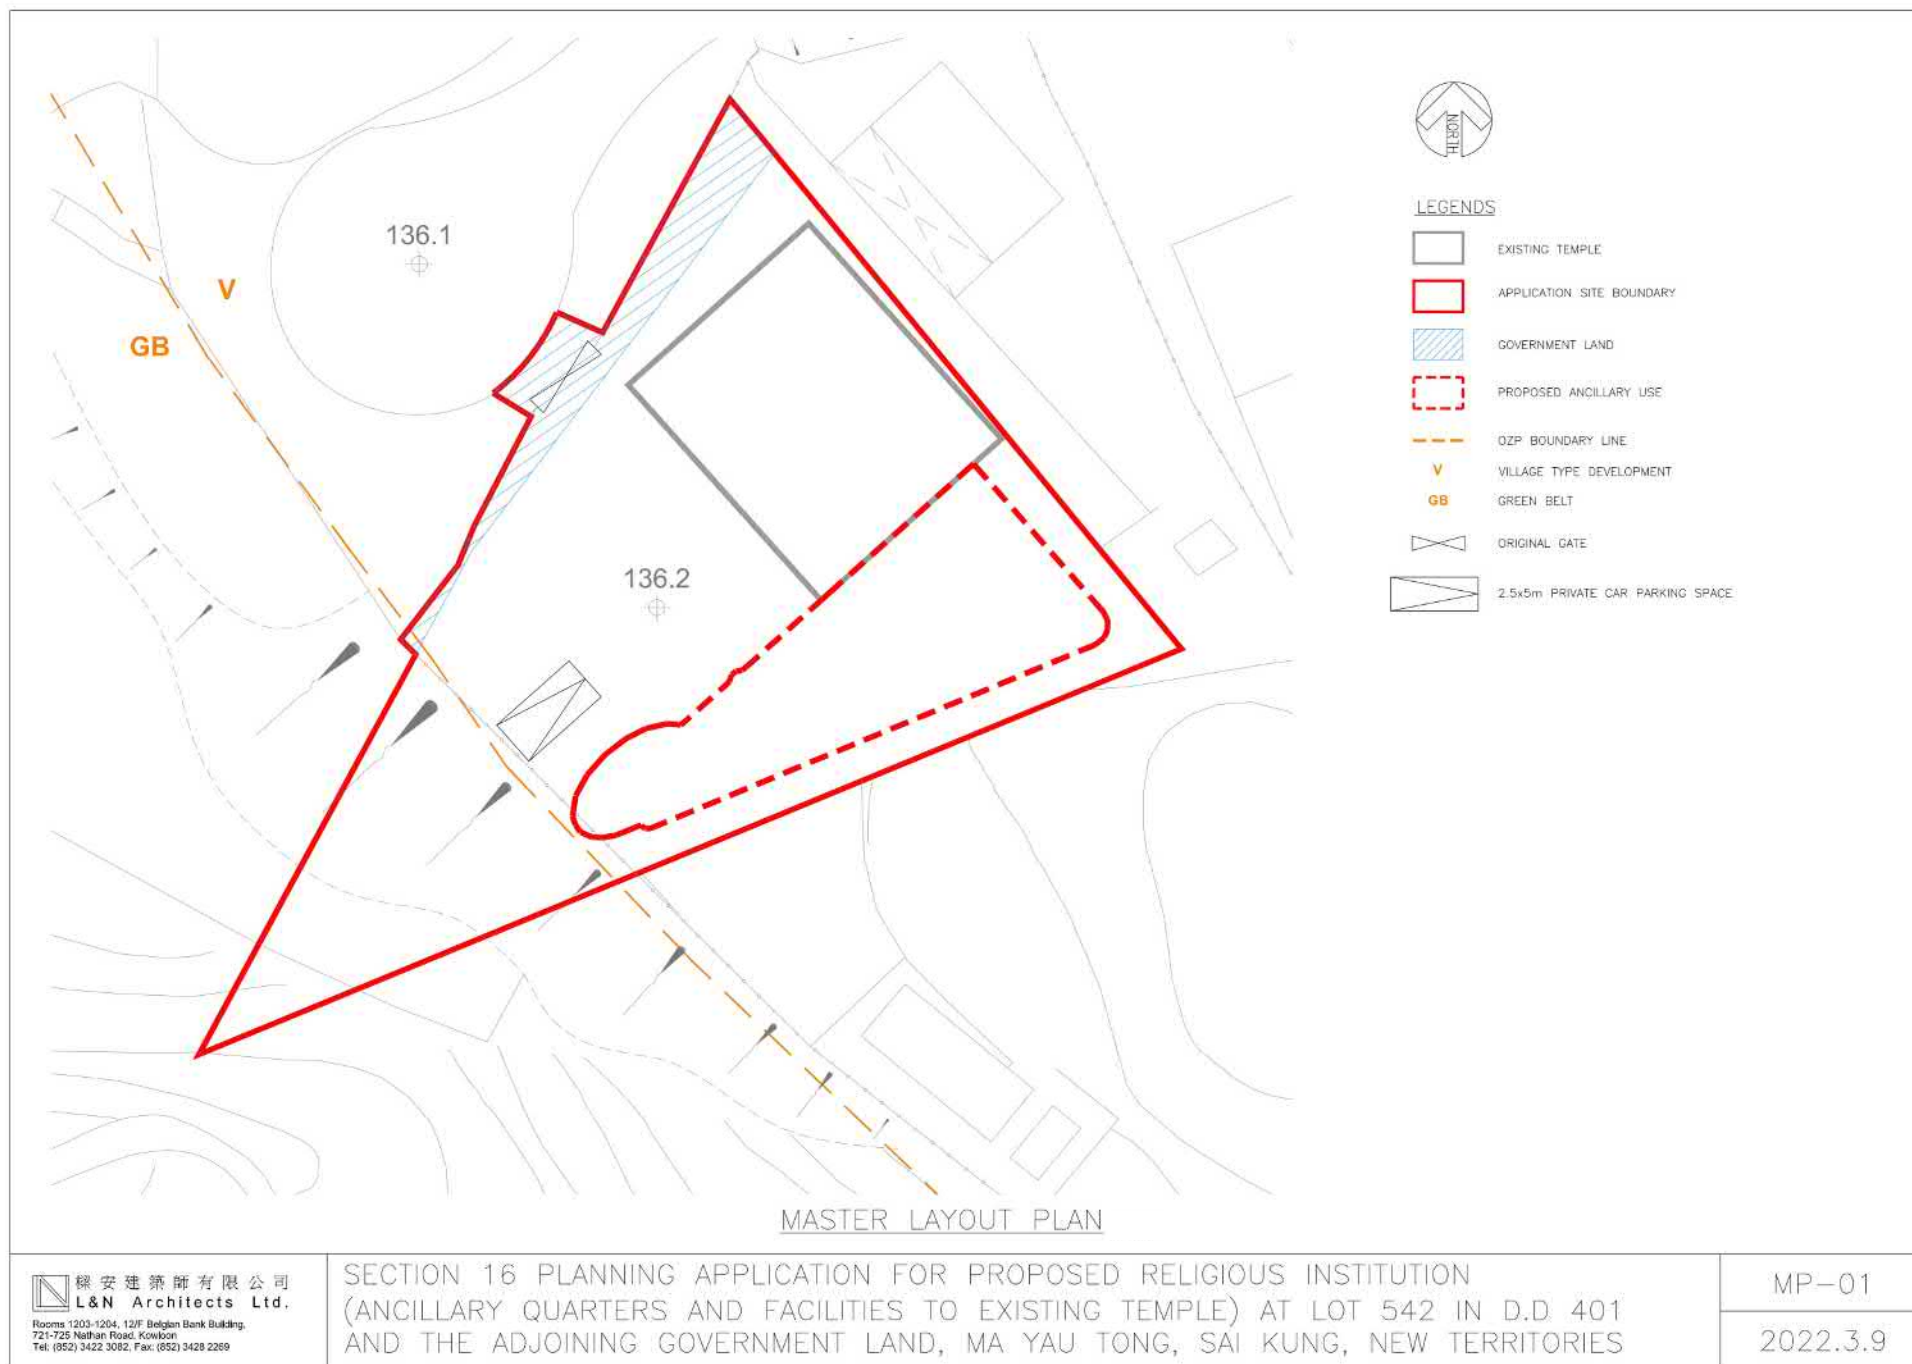 136.1
V
GB
136.2
NORTH
LEGENDS
EXISTING TEMPLE
APPLICATION SITE BOUNDARY
GOVERNMENT LAND
PROPOSED ANCILLARY USE
OZP BOUNDARY LINE
V VILLAGE TYPE DEVELOPMENT
GB GREEN BELT
ORIGINAL GATE
2.5x5m PRIVATE CAR PARKING SPACE
MASTER LAYOUT PLAN
樑安建築師有限公司
L&N Architects Ltd.
Rooms 1203-1204, 12/F Belgian Bank Building,
721-725 Nathan Road, Kowloon
Tel: (852) 3422 3082, Fax: (852) 3428 2269
SECTION 16 PLANNING APPLICATION FOR PROPOSED RELIGIOUS INSTITUTION
(ANCILLARY QUARTERS AND FACILITIES TO EXISTING TEMPLE) AT LOT 542 IN D.D 401
AND THE ADJOINING GOVERNMENT LAND, MA YAU TONG, SAI KUNG, NEW TERRITORIES
MP-01
2022.3.9